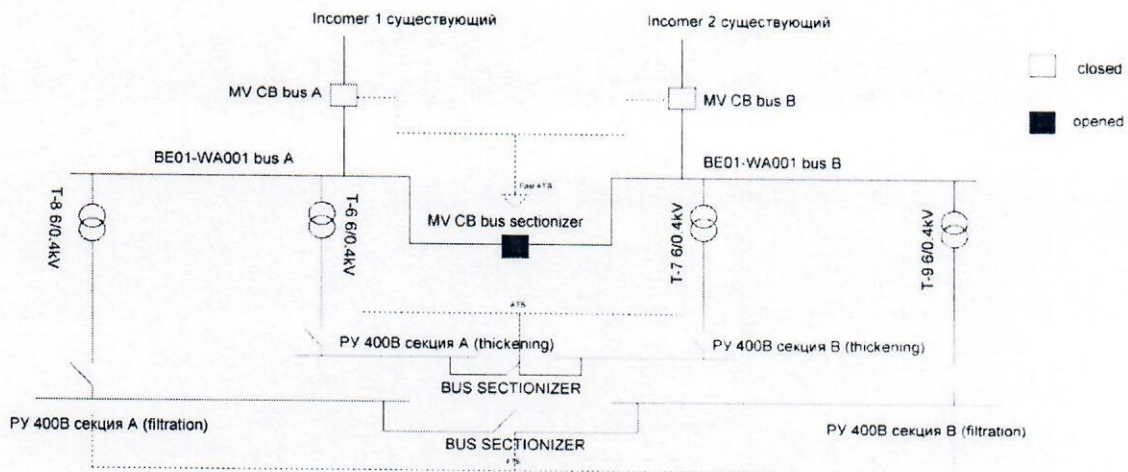 Incomer 1 существующий
Incomer 2 существующий
closed
MV CB bus A
MV CB bus B
opened
BE01-WA001 bus A
BE01-WA001 bus B
Fast ATS
MV CB bus sectionizer
T-8 6/0.4kV
T-6 6/0.4kV
T-7 6/0.4kV
T-9 6/0.4kV
ATS
РУ 400В секция А (thickening)
РУ 400В секция В (thickening)
BUS SECTIONIZER
РУ 400В секция А (filtration)
РУ 400В секция В (filtration)
BUS SECTIONIZER
ATS